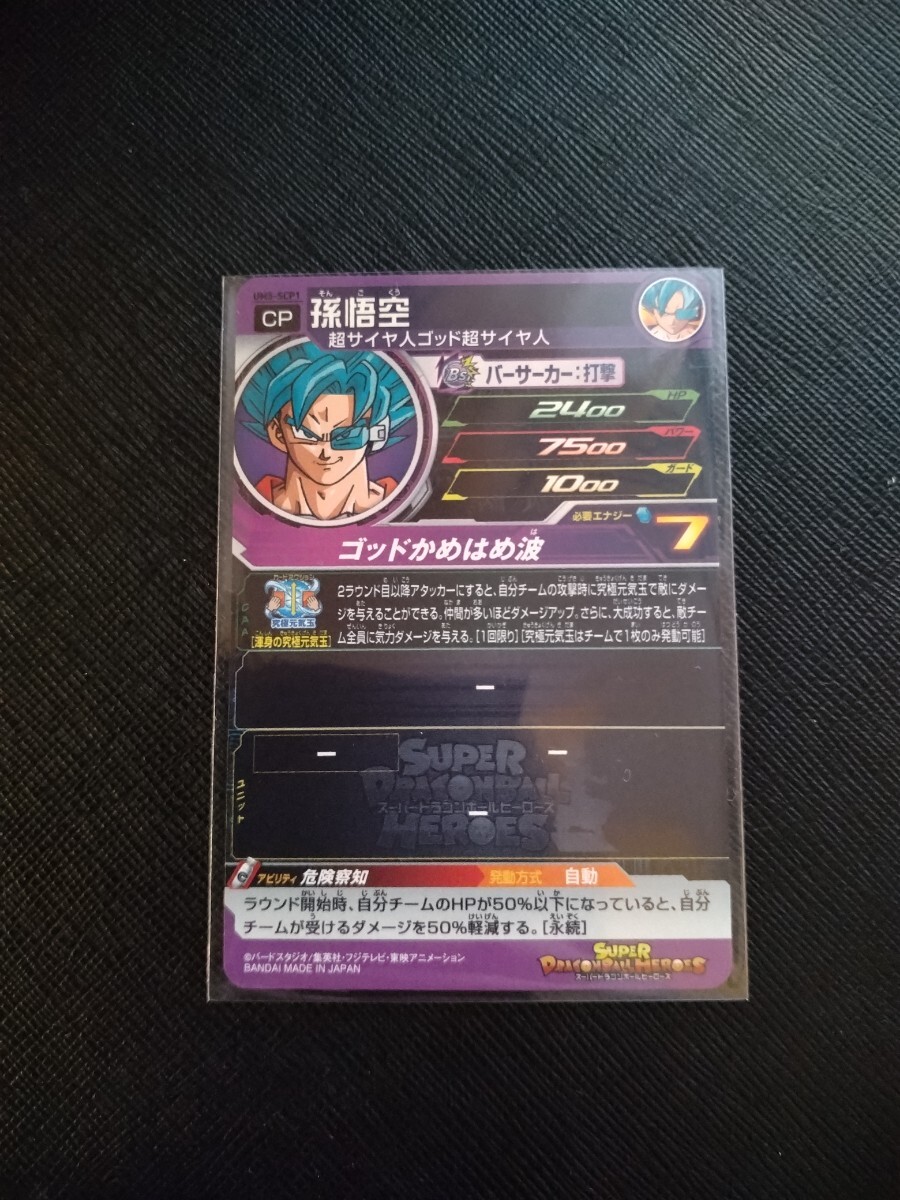 UM3-SCP1
CP 孫悟空
超サイヤ人ゴッド超サイヤ人
BS バーサーカー:打撃
HP
2400
パワー
7500
ガード
1000
必要エナジー 7
ゴッドかめはめ波
CAA
究極元気玉
[渾身の究極元気玉]
2ラウンド目以降アタッカーにすると、自分チームの攻撃時に究極元気玉で敵にダメー
ジを与えることができる。仲間が多いほどダメージアップ。さらに、大成功すると、敵チー
ム全員に気力ダメージを与える。[1回限り][究極元気玉はチームで1枚のみ発動可能]
-
ユニット
- -
-
SUPER
DRAGONBALL
スーパードラゴンボールヒーローズ
HEROES
アビリティ 危険察知 発動方式 自動
ラウンド開始時、自分チームのHPが50%以下になっていると、自分
チームが受けるダメージを50%軽減する。[永続]
©バードスタジオ/集英社・フジテレビ・東映アニメーション
BANDAI MADE IN JAPAN
SUPER
DRAGONBALL HEROES
スーパードラゴンボールヒーローズ